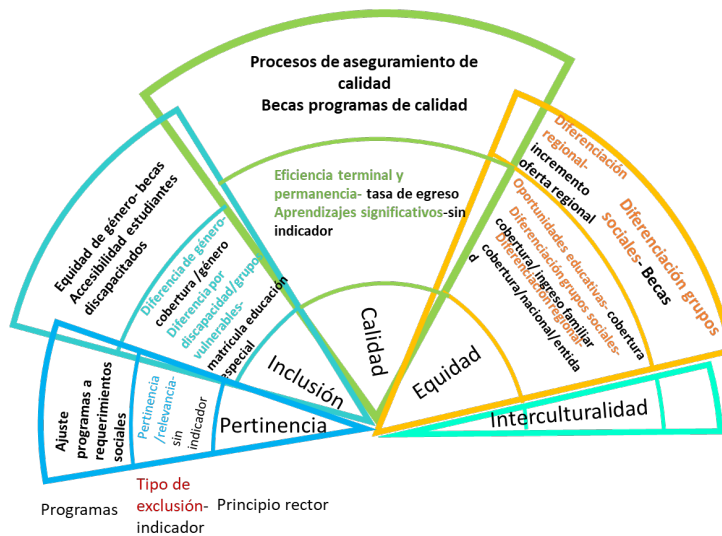 Procesos de aseguramiento de
calidad
Becas programas de calidad
Eficiencia terminal y
permanencia- tasa de egreso
Aprendizajes significativos-sin
indicador
Calidad
Equidad de género- becas
Accesibilidad estudiantes
discapacitados
Diferencia de género-
cobertura /género
Diferencia por
discapacidad/grupos
vulnerables-
matrícula educación
especial
Inclusión
Diferenciación
regional-
incremento
oferta regional
Diferenciación grupos
sociales- Becas
Oportunidades educativas- cobertura
Diferenciación grupos sociales-
cobertura/ ingreso familiar
Diferenciación regional-
cobertura/nacional/entida
d
Equidad
Interculturalidad
Ajuste
programas a
requerimientos
sociales
Pertinencia
/relevancia-
sin
indicador
Pertinencia
Programas
Tipo de
exclusión-
indicador
Principio rector